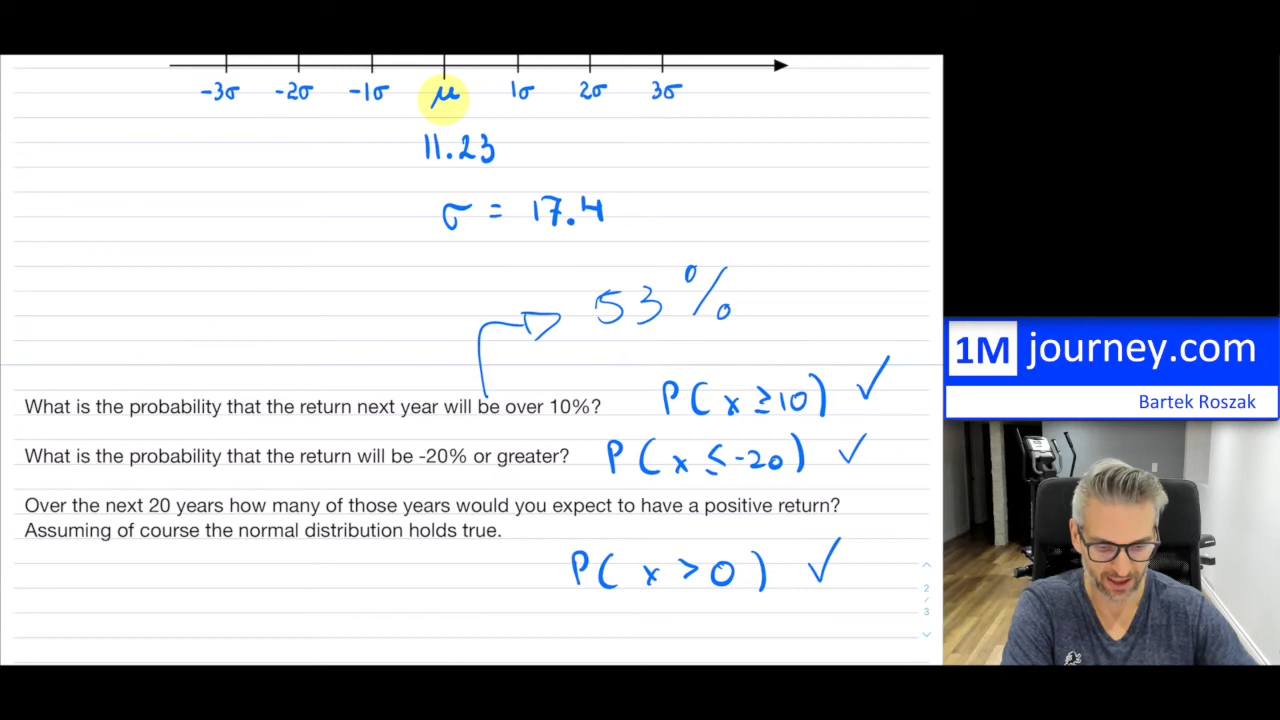 -3σ -2σ -1σ μ 1σ 2σ 3σ
11.23
σ = 17.4
53%
What is the probability that the return next year will be over 10%? P(x ≥ 10) ✓
What is the probability that the return will be -20% or greater? P(x ≤ -20) ✓
Over the next 20 years how many of those years would you expect to have a positive return?
Assuming of course the normal distribution holds true.
P(x > 0) ✓
2
/
3
1M journey.com
Bartek Roszak